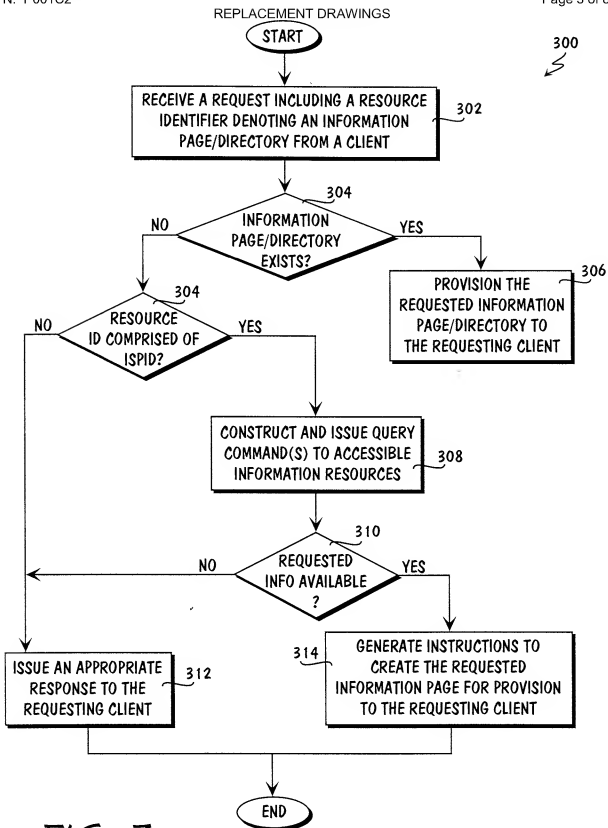 REPLACEMENT DRAWINGS
START
300
RECEIVE A REQUEST INCLUDING A RESOURCE
IDENTIFIER DENOTING AN INFORMATION
PAGE/DIRECTORY FROM A CLIENT
302
304
INFORMATION
PAGE/DIRECTORY
EXISTS?
NO
YES
306
PROVISION THE
REQUESTED INFORMATION
PAGE/DIRECTORY TO
THE REQUESTING CLIENT
304
RESOURCE
ID COMPRISED OF
ISPID?
NO
YES
CONSTRUCT AND ISSUE QUERY
COMMAND(S) TO ACCESSIBLE
INFORMATION RESOURCES
308
310
REQUESTED
INFO AVAILABLE
?
NO
YES
ISSUE AN APPROPRIATE
RESPONSE TO THE
REQUESTING CLIENT
312
314
GENERATE INSTRUCTIONS TO
CREATE THE REQUESTED
INFORMATION PAGE FOR PROVISION
TO THE REQUESTING CLIENT
END